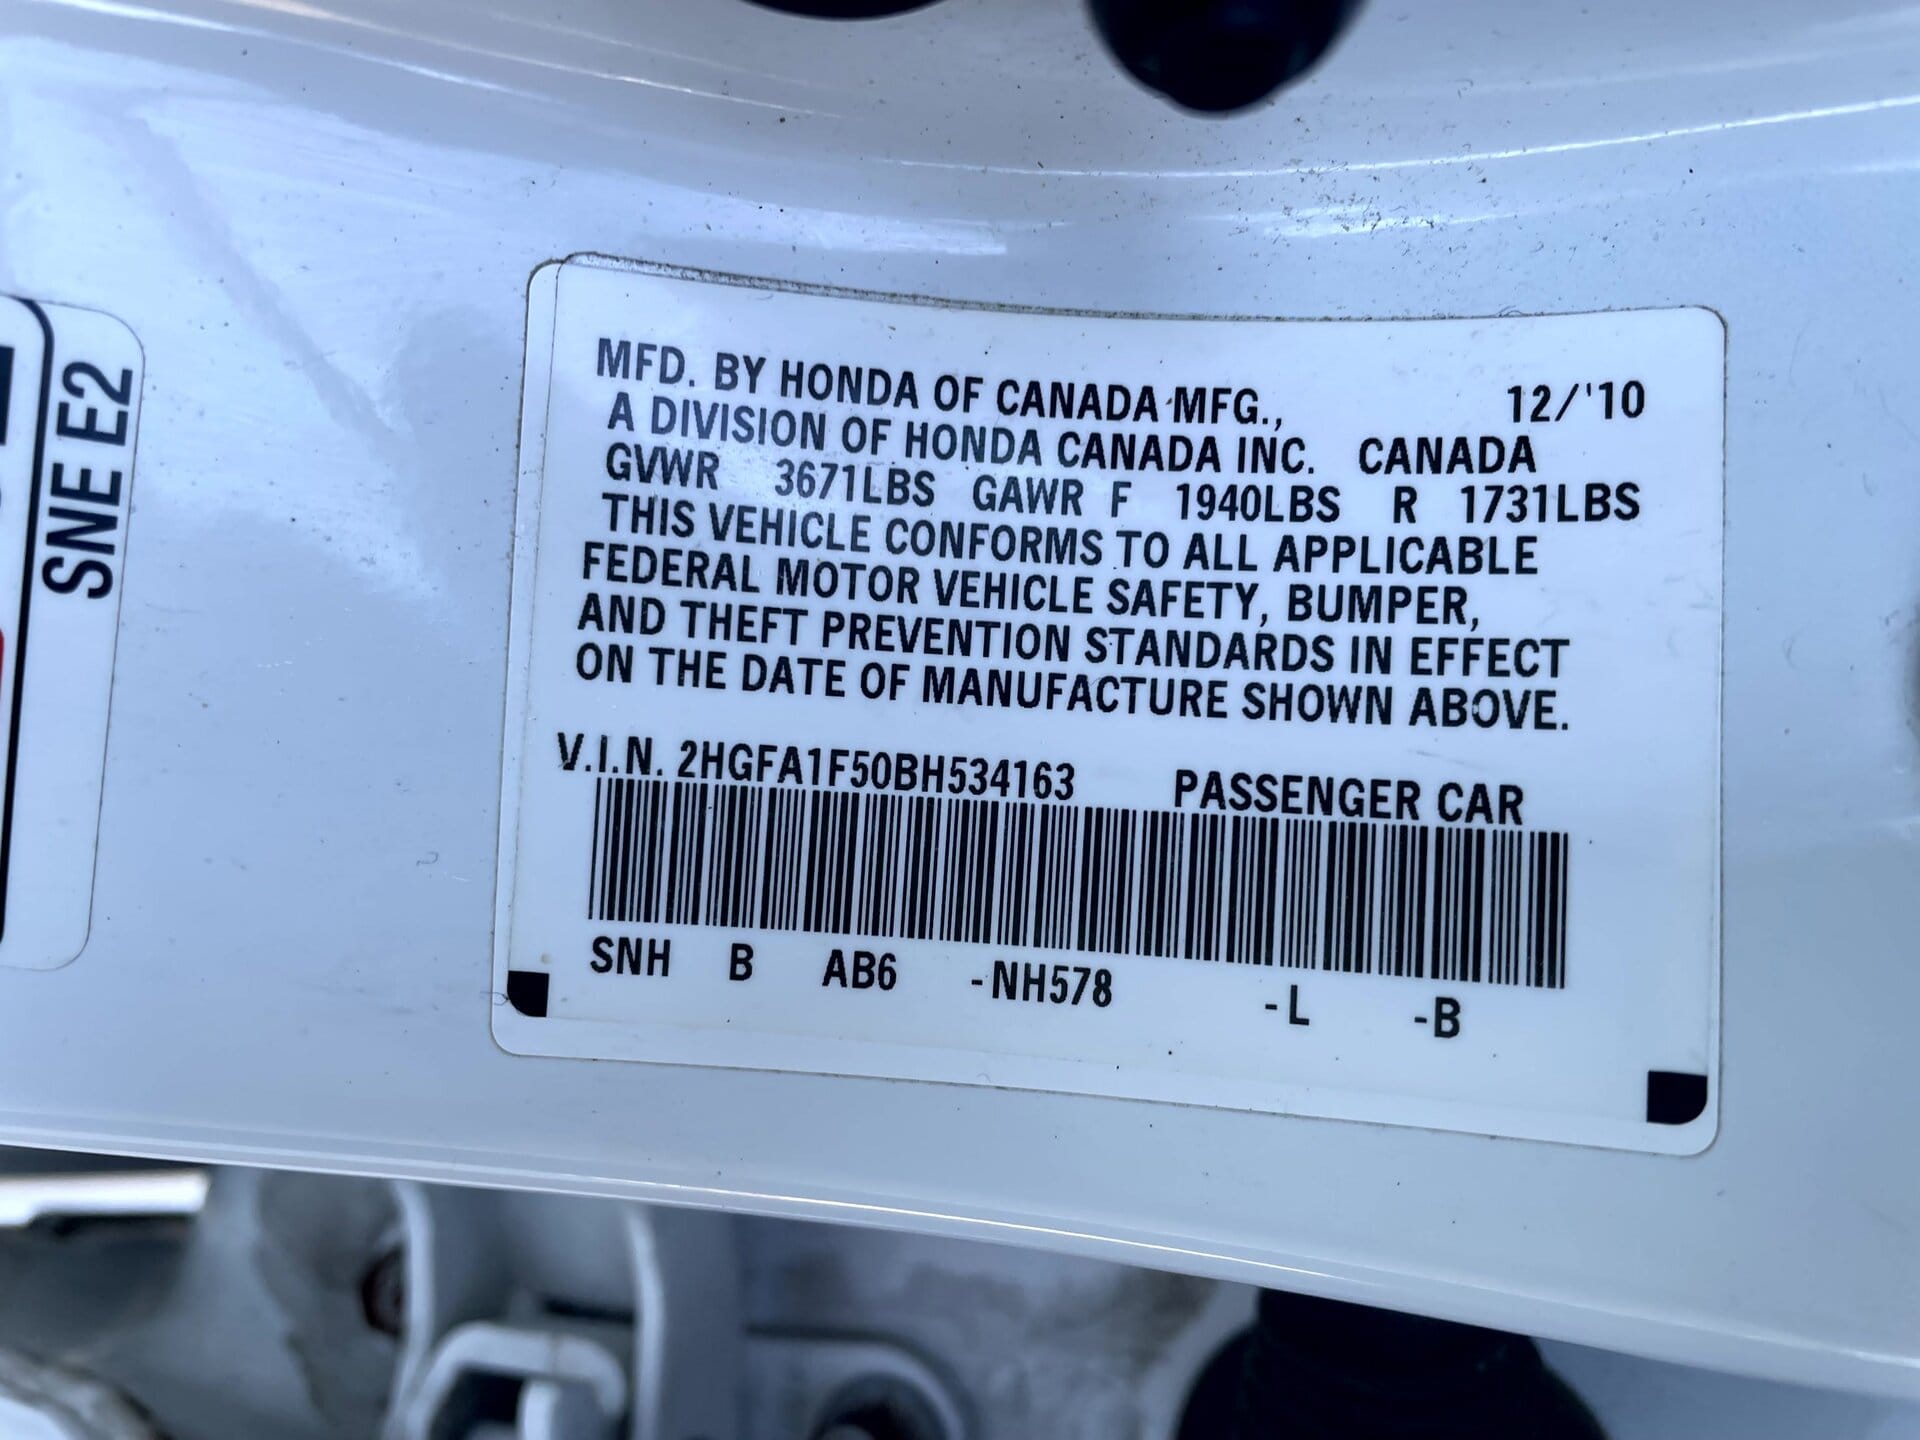 SNE E2
MFD. BY HONDA OF CANADA MFG., 12/'10
A DIVISION OF HONDA CANADA INC. CANADA
GVWR 3671LBS GAWR F 1940LBS R 1731LBS
THIS VEHICLE CONFORMS TO ALL APPLICABLE
FEDERAL MOTOR VEHICLE SAFETY, BUMPER,
AND THEFT PREVENTION STANDARDS IN EFFECT
ON THE DATE OF MANUFACTURE SHOWN ABOVE.
V.I.N. 2HGFA1F50BH534163 PASSENGER CAR
SNH B AB6 -NH578 -L -B